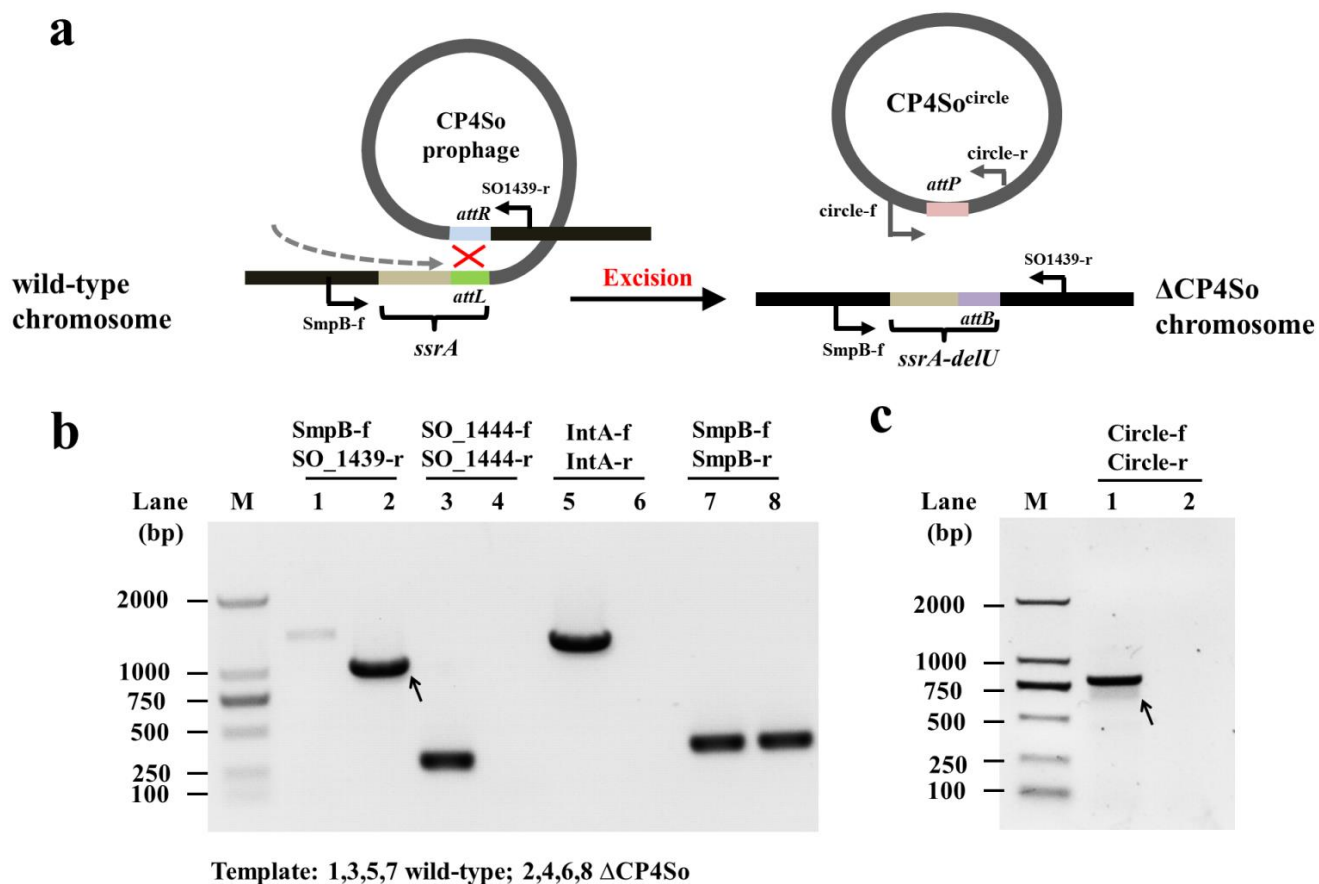 a
CP4So
prophage
SO1439-r
attR
attL
SmpB-f
ssrA
wild-type
chromosome
Excision
CP4Socircle
circle-r
attP
circle-f
SO1439-r
attB
SmpB-f
ssrA-delU
ΔCP4So
chromosome
b
SmpB-f SO_1444-f IntA-f SmpB-f
SO_1439-r SO_1444-r IntA-r SmpB-r
Lane M 1 2 3 4 5 6 7 8
(bp)
2000
1000
750
500
250
100
Template: 1,3,5,7 wild-type; 2,4,6,8 ΔCP4So
c
Circle-f
Circle-r
Lane M 1 2
(bp)
2000
1000
750
500
250
100